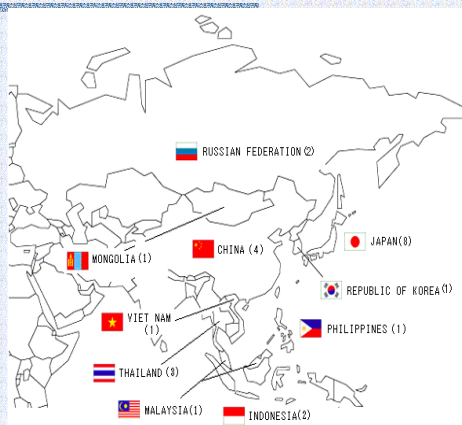 RUSSIAN FEDERATION(2)
JAPAN(8)
CHINA(4)
MONGOLIA(1)
REPUBLIC OF KOREA(1)
VIET NAM
(1)
PHILIPPINES(1)
THAILAND(3)
MALAYSIA(1)
INDONESIA(2)